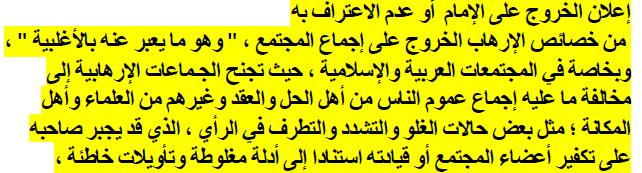 إعلان الخروج على الإمام أو عدم الاعتراف به
من خصائص الإرهاب الخروج على إجماع المجتمع ، " وهو ما يعبر عنه بالأغلبية " ،
وبخاصة في المجتمعات العربية والإسلامية ، حيث تجنح الجماعات الإرهابية إلى
مخالفة ما عليه إجماع عموم الناس من أهل الحل والعقد وغيرهم من العلماء وأهل
المكانة ؛ مثل بعض حالات الغلو والتشدد والتطرف في الرأي ، الذي قد يجبر صاحبه
على تكفير أعضاء المجتمع أو قيادته استنادا إلى أدلة مغلوطة وتأويلات خاطئة ،